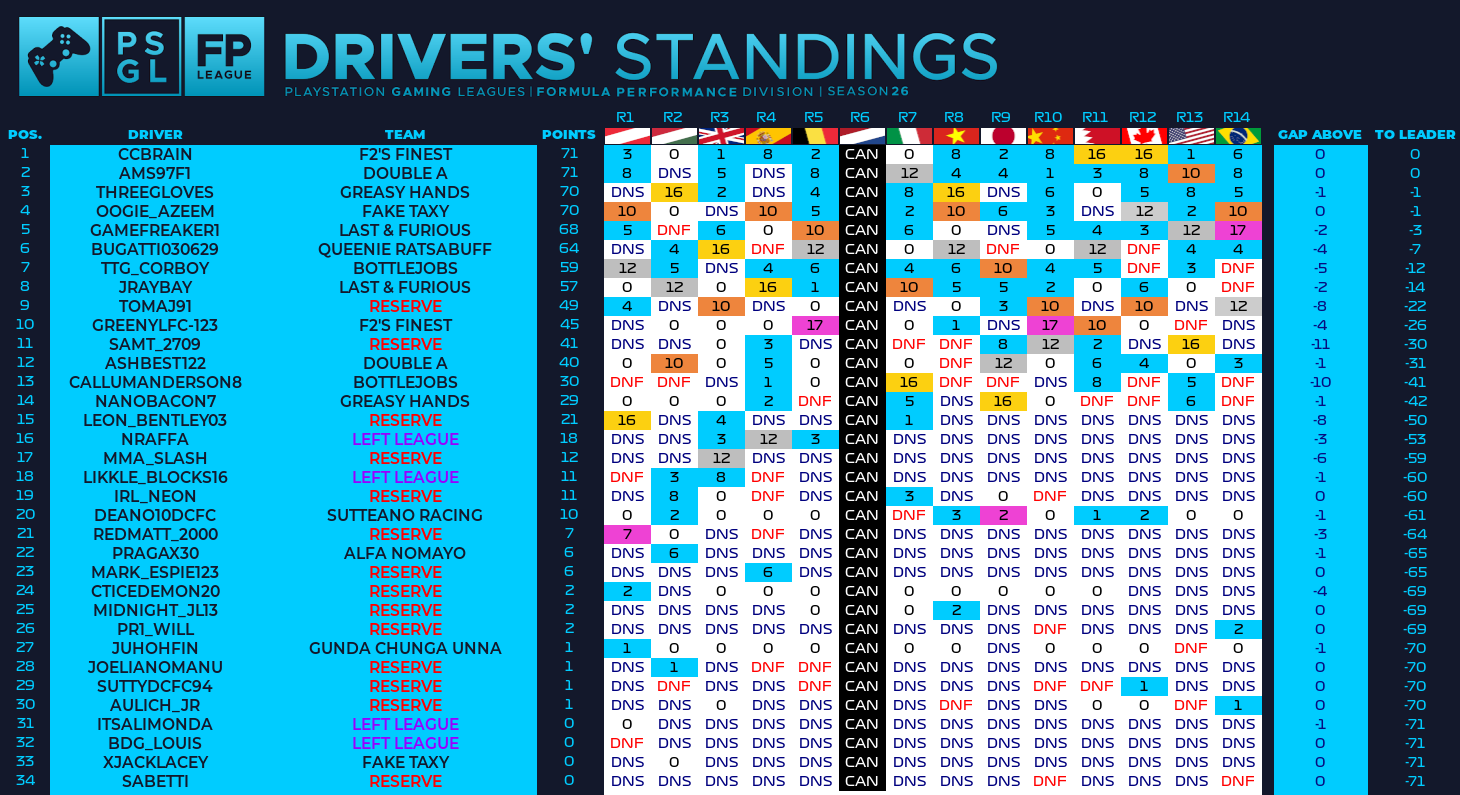 PS
GL
FP
LEAGUE
DRIVERS' STANDINGS
PLAYSTATION GAMING LEAGUES | FORMULA PERFORMANCE DIVISION | SEASON 26
R1 R2 R3 R4 R5 R6 R7 R8 R9 R10 R11 R12 R13 R14
POS. DRIVER TEAM POINTS GAP ABOVE TO LEADER
1 CCBRAIN F2'S FINEST 71 3 0 1 8 2 CAN 0 8 2 8 16 16 1 6 0 0
2 AMS97F1 DOUBLE A 71 8 DNS 5 DNS 8 CAN 12 4 4 1 3 8 10 8 0 0
3 THREEGLOVES GREASY HANDS 70 DNS 16 2 DNS 4 CAN 8 16 DNS 6 0 5 8 5 -1 -1
4 OOGIE_AZEEM FAKE TAXY 70 10 0 DNS 10 5 CAN 2 10 6 3 DNS 12 2 10 0 -1
5 GAMEFREAKER1 LAST & FURIOUS 68 5 DNF 6 0 10 CAN 6 0 DNS 5 4 3 12 17 -2 -3
6 BUGATTI030629 QUEENIE RATSABUFF 64 DNS 4 16 DNF 12 CAN 0 12 DNF 0 12 DNF 4 4 -4 -7
7 TTG_CORBOY BOTTLEJOBS 59 12 5 DNS 4 6 CAN 4 6 10 4 5 DNF 3 DNF -5 -12
8 JRAYBAY LAST & FURIOUS 57 0 12 0 16 1 CAN 10 5 5 2 0 6 0 DNF -2 -14
9 TOMAJ91 RESERVE 49 4 DNS 10 DNS 0 CAN DNS 0 3 10 DNS 10 DNS 12 -8 -22
10 GREENYLFC-123 F2'S FINEST 45 DNS 0 0 0 17 CAN 0 1 DNS 17 10 0 DNF DNS -4 -26
11 SAMT_2709 RESERVE 41 DNS DNS 0 3 DNS CAN DNF DNF 8 12 2 DNS 16 DNS -11 -30
12 ASHBEST122 DOUBLE A 40 0 10 0 5 0 CAN 0 DNF 12 0 6 4 0 3 -1 -31
13 CALLUMANDERSON8 BOTTLEJOBS 30 DNF DNF DNS 1 0 CAN 16 DNF DNF DNS 8 DNF 5 DNF -10 -41
14 NANOBACON7 GREASY HANDS 29 0 0 0 2 DNF CAN 5 DNS 16 0 DNF DNF 6 DNF -1 -42
15 LEON_BENTLEY03 RESERVE 21 16 DNS 4 DNS DNS CAN 1 DNS DNS DNS DNS DNS DNS DNS -8 -50
16 NRAFFA LEFT LEAGUE 18 DNS DNS 3 12 3 CAN DNS DNS DNS DNS DNS DNS DNS DNS -3 -53
17 MMA_SLASH RESERVE 12 DNS DNS 12 DNS DNS CAN DNS DNS DNS DNS DNS DNS DNS DNS -6 -59
18 LIKKLE_BLOCKS16 LEFT LEAGUE 11 DNF 3 8 DNF DNS CAN DNS DNS DNS DNS DNS DNS DNS DNS -1 -60
19 IRL_NEON RESERVE 11 DNS 8 0 DNF DNS CAN 3 DNS 0 DNF DNS DNS DNS DNS 0 -60
20 DEANO10DCFC SUTTEANO RACING 10 0 2 0 0 0 CAN DNF 3 2 0 1 2 0 0 -1 -61
21 REDMATT_2000 RESERVE 7 7 0 DNS DNF DNS CAN DNS DNS DNS DNS DNS DNS DNS DNS -3 -64
22 PRAGAX30 ALFA NOMAYO 6 DNS 6 DNS DNS DNS CAN DNS DNS DNS DNS DNS DNS DNS DNS -1 -65
23 MARK_ESPIE123 RESERVE 6 DNS DNS DNS 6 DNS CAN DNS DNS DNS DNS DNS DNS DNS DNS 0 -65
24 CTICEDEMON20 RESERVE 2 2 DNS 0 0 0 CAN 0 0 0 0 0 DNS DNS DNS -4 -69
25 MIDNIGHT_JL13 RESERVE 2 DNS DNS DNS DNS 0 CAN 0 2 DNS DNS DNS DNS DNS DNS 0 -69
26 PR1_WILL RESERVE 2 DNS DNS DNS DNS DNS CAN DNS DNS DNS DNF DNS DNS DNS 2 0 -69
27 JUHOHFIN GUNDA CHUNGA UNNA 1 1 0 0 0 0 CAN 0 0 DNS 0 0 DNS DNF 0 -1 -70
28 JOELIANOMANU RESERVE 1 DNS 1 DNS DNF DNF CAN DNS DNS DNS DNS DNS DNS DNS DNS 0 -70
29 SUTTYDCFC94 RESERVE 1 DNS DNF DNS DNS DNF CAN DNS DNS DNS DNF DNF 1 DNS DNS 0 -70
30 AULICH_JR RESERVE 1 DNS DNS 0 DNS DNS CAN DNS DNF DNS DNS 0 0 DNF 1 0 -70
31 ITSALIMONDA LEFT LEAGUE 0 0 DNS DNS DNS DNS CAN DNS DNS DNS DNS DNS DNS DNS DNS -1 -71
32 BDG_LOUIS LEFT LEAGUE 0 DNF DNS DNS DNS DNS CAN DNS DNS DNS DNS DNS DNS DNS DNS 0 -71
33 XJACKLACEY FAKE TAXY 0 DNS 0 DNS DNS DNS CAN DNS DNS DNS DNS DNS DNS DNS DNS 0 -71
34 SABETTI RESERVE 0 DNS DNS DNS DNS DNS CAN DNS DNS DNS DNF DNS DNS DNS DNF 0 -71